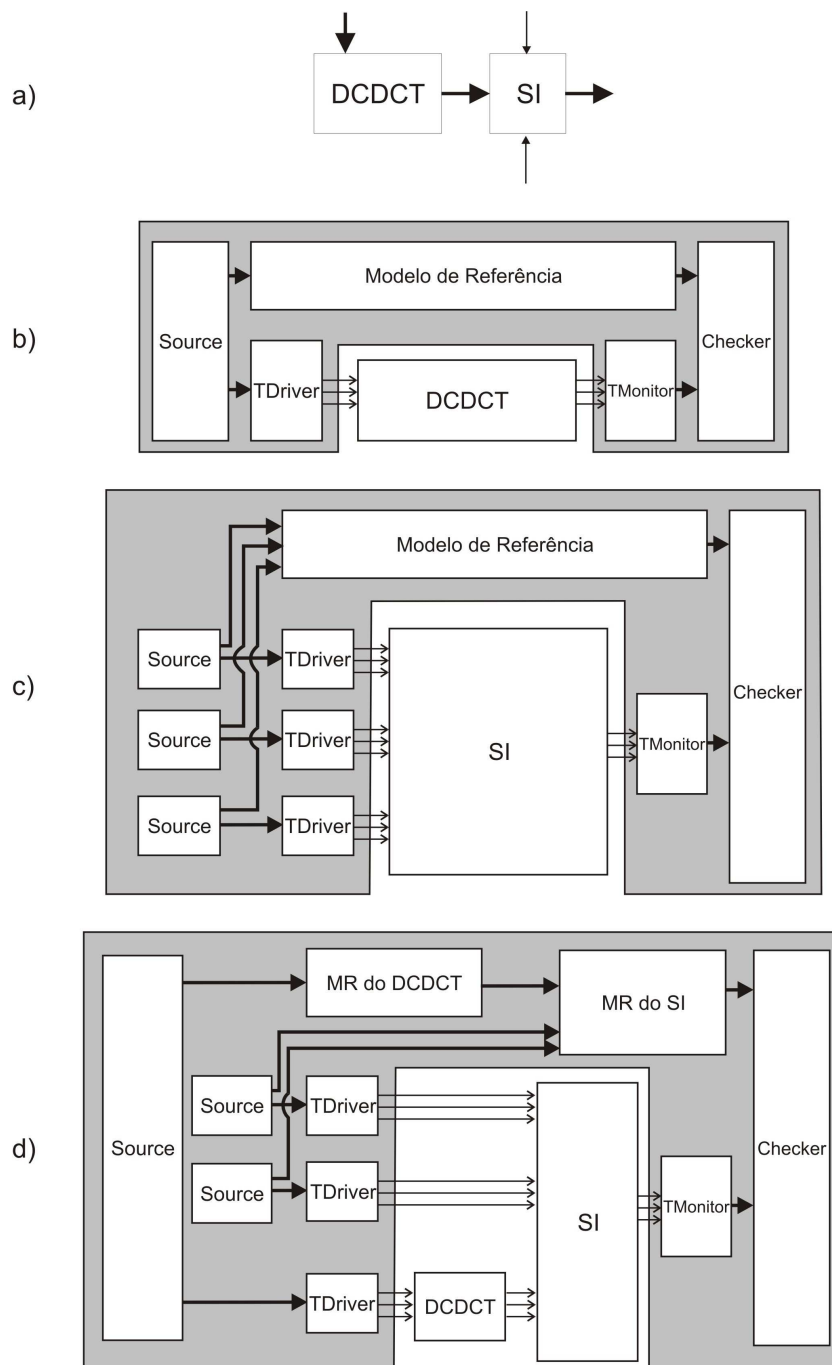 a)
DCDCT
SI
b)
Source
Modelo de Referência
TDriver
DCDCT
TMonitor
Checker
c)
Modelo de Referência
Source
TDriver
Source
TDriver
Source
TDriver
SI
TMonitor
Checker
d)
Source
MR do DCDCT
MR do SI
Source
TDriver
Source
TDriver
TDriver
DCDCT
SI
TMonitor
Checker